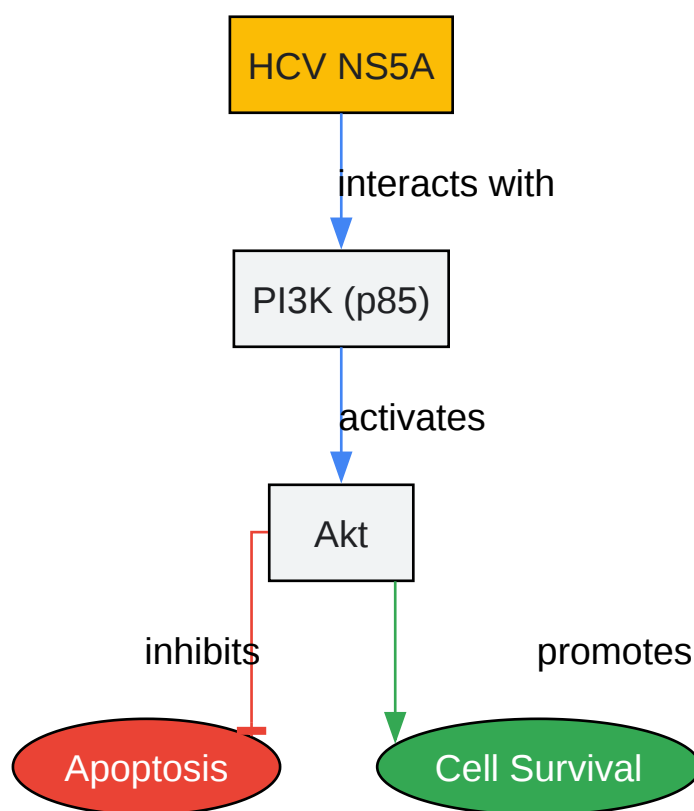 HCV NS5A
interacts with
PI3K (p85)
activates
Akt
inhibits
promotes
Apoptosis
Cell Survival